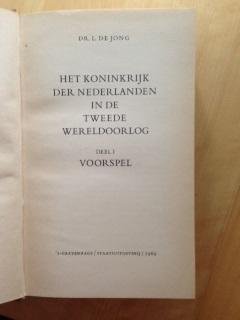 DR. L. DE JONG
HET KONINKRIJK
DER NEDERLANDEN
IN DE
TWEEDE
WERELDOORLOG
DEEL I
VOORSPEL
'S-GRAVENHAGE / STAATSUITGEVERIJ / 1969